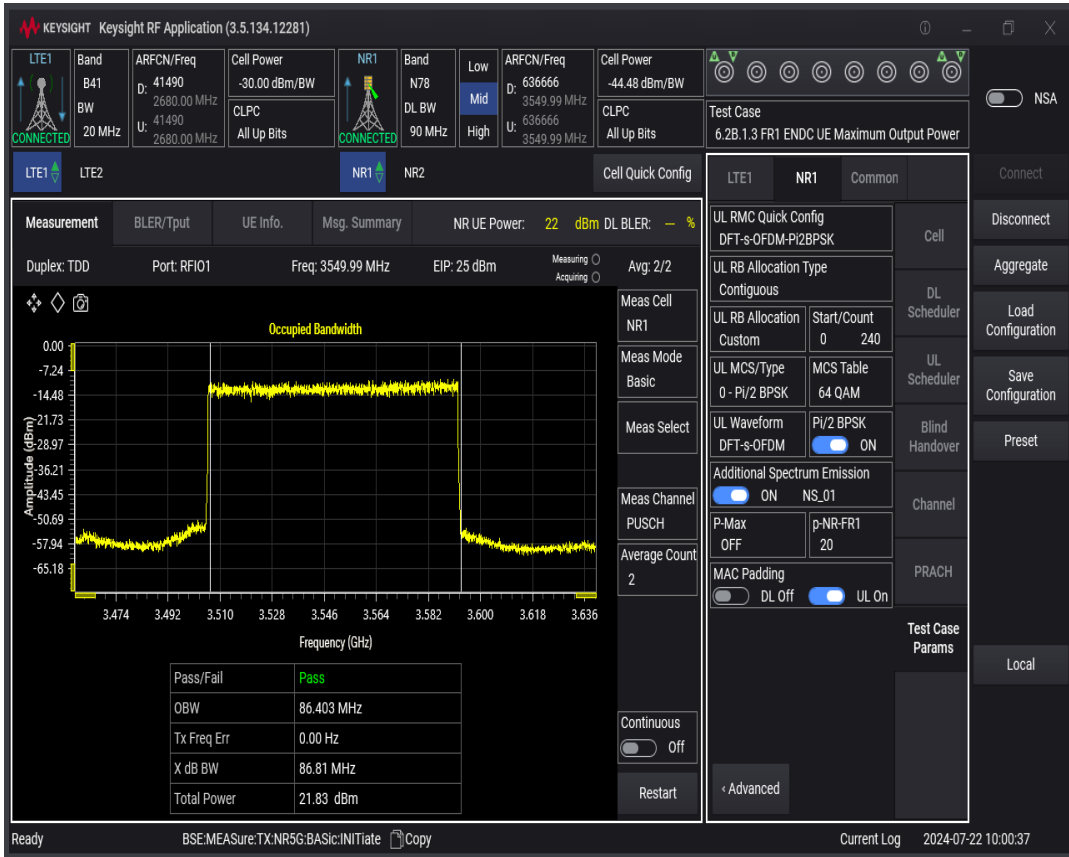 KEYSIGHT Keysight RF Application (3.5.134.12281)
LTE1
CONNECTED
Band
B41
BW
20 MHz
ARFCN/Freq
D: 41490
2680.00 MHz
U: 41490
2680.00 MHz
Cell Power
-30.00 dBm/BW
CLPC
All Up Bits
NR1
CONNECTED
Band
N78
DL BW
90 MHz
Low
Mid
High
ARFCN/Freq
D: 636666
3549.99 MHz
U: 636666
3549.99 MHz
Cell Power
-44.48 dBm/BW
CLPC
All Up Bits
Test Case
6.2B.1.3 FR1 ENDC UE Maximum Output Power
NSA
LTE1 LTE2
NR1 NR2
Cell Quick Config
Measurement BLER/Tput UE Info. Msg. Summary NR UE Power: 22 dBm DL BLER: -- %
Duplex: TDD Port: RFIO1 Freq: 3549.99 MHz EIP: 25 dBm Measuring Acquiring Avg: 2/2
Occupied Bandwidth
Amplitude (dBm)
0.00
-7.24
-14.48
-21.73
-28.97
-36.21
-43.45
-50.69
-57.94
-65.18
3.474 3.492 3.510 3.528 3.546 3.564 3.582 3.600 3.618 3.636
Frequency (GHz)
Pass/Fail Pass
OBW 86.403 MHz
Tx Freq Err 0.00 Hz
X dB BW 86.81 MHz
Total Power 21.83 dBm
Meas Cell
NR1
Meas Mode
Basic
Meas Select
Meas Channel
PUSCH
Average Count
2
Continuous
Off
Restart
LTE1 NR1 Common
UL RMC Quick Config
DFT-s-OFDM-Pi2BPSK
UL RB Allocation Type
Contiguous
UL RB Allocation
Custom
Start/Count
0 240
UL MCS/Type
0 - Pi/2 BPSK
MCS Table
64 QAM
UL Waveform
DFT-s-OFDM
Pi/2 BPSK
ON
Additional Spectrum Emission
ON NS_01
P-Max
OFF
p-NR-FR1
20
MAC Padding
DL Off UL On
‹ Advanced
Cell
DL
Scheduler
UL
Scheduler
Blind
Handover
Channel
PRACH
Test Case
Params
Connect
Disconnect
Aggregate
Load
Configuration
Save
Configuration
Preset
Local
Ready BSE:MEASure:TX:NR5G:BASic:INITiate Copy Current Log 2024-07-22 10:00:37